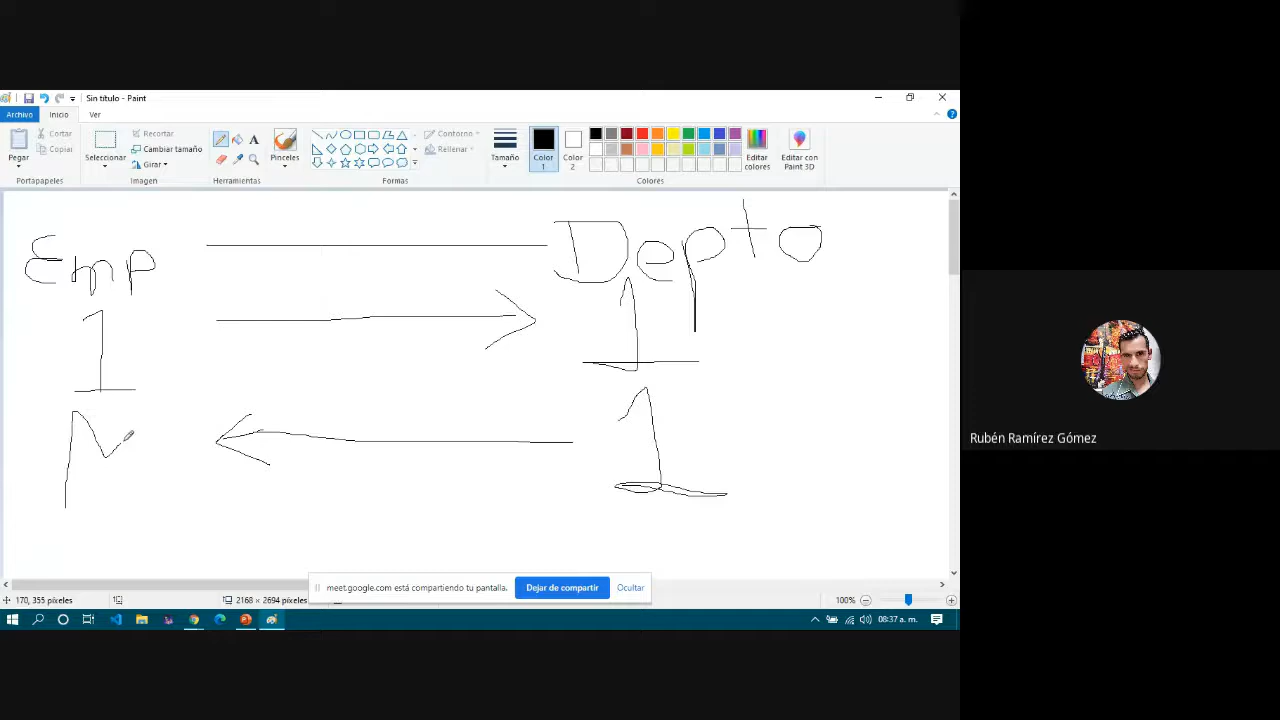 Sin título - Paint
Archivo Inicio Ver
Pegar
Cortar
Copiar
Portapapeles
Seleccionar
Recortar
Cambiar tamaño
Girar
Imagen
A
Herramientas
Pinceles
Contorno
Rellenar
Formas
Tamaño
Color 1
Color 2
Editar colores
Editar con Paint 3D
Colores
Emp Depto
1 1
1
Rubén Ramírez Gómez
meet.google.com está compartiendo tu pantalla. Dejar de compartir Ocultar
170, 355 píxeles 2168 × 2694 píxeles 100%
08:37 a. m.